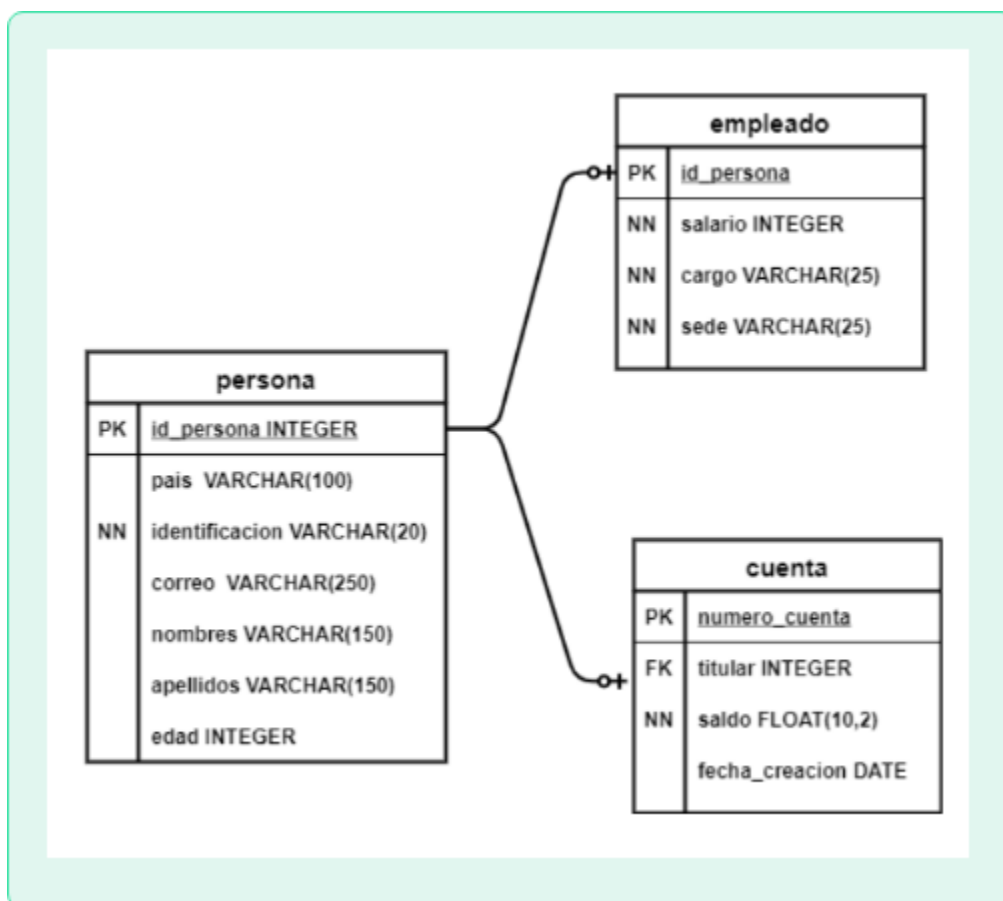 empleado
PK id_persona
NN salario INTEGER
NN cargo VARCHAR(25)
NN sede VARCHAR(25)
persona
PK id_persona INTEGER
pais VARCHAR(100)
NN identificacion VARCHAR(20)
correo VARCHAR(250)
nombres VARCHAR(150)
apellidos VARCHAR(150)
edad INTEGER
cuenta
PK numero_cuenta
FK titular INTEGER
NN saldo FLOAT(10,2)
fecha_creacion DATE